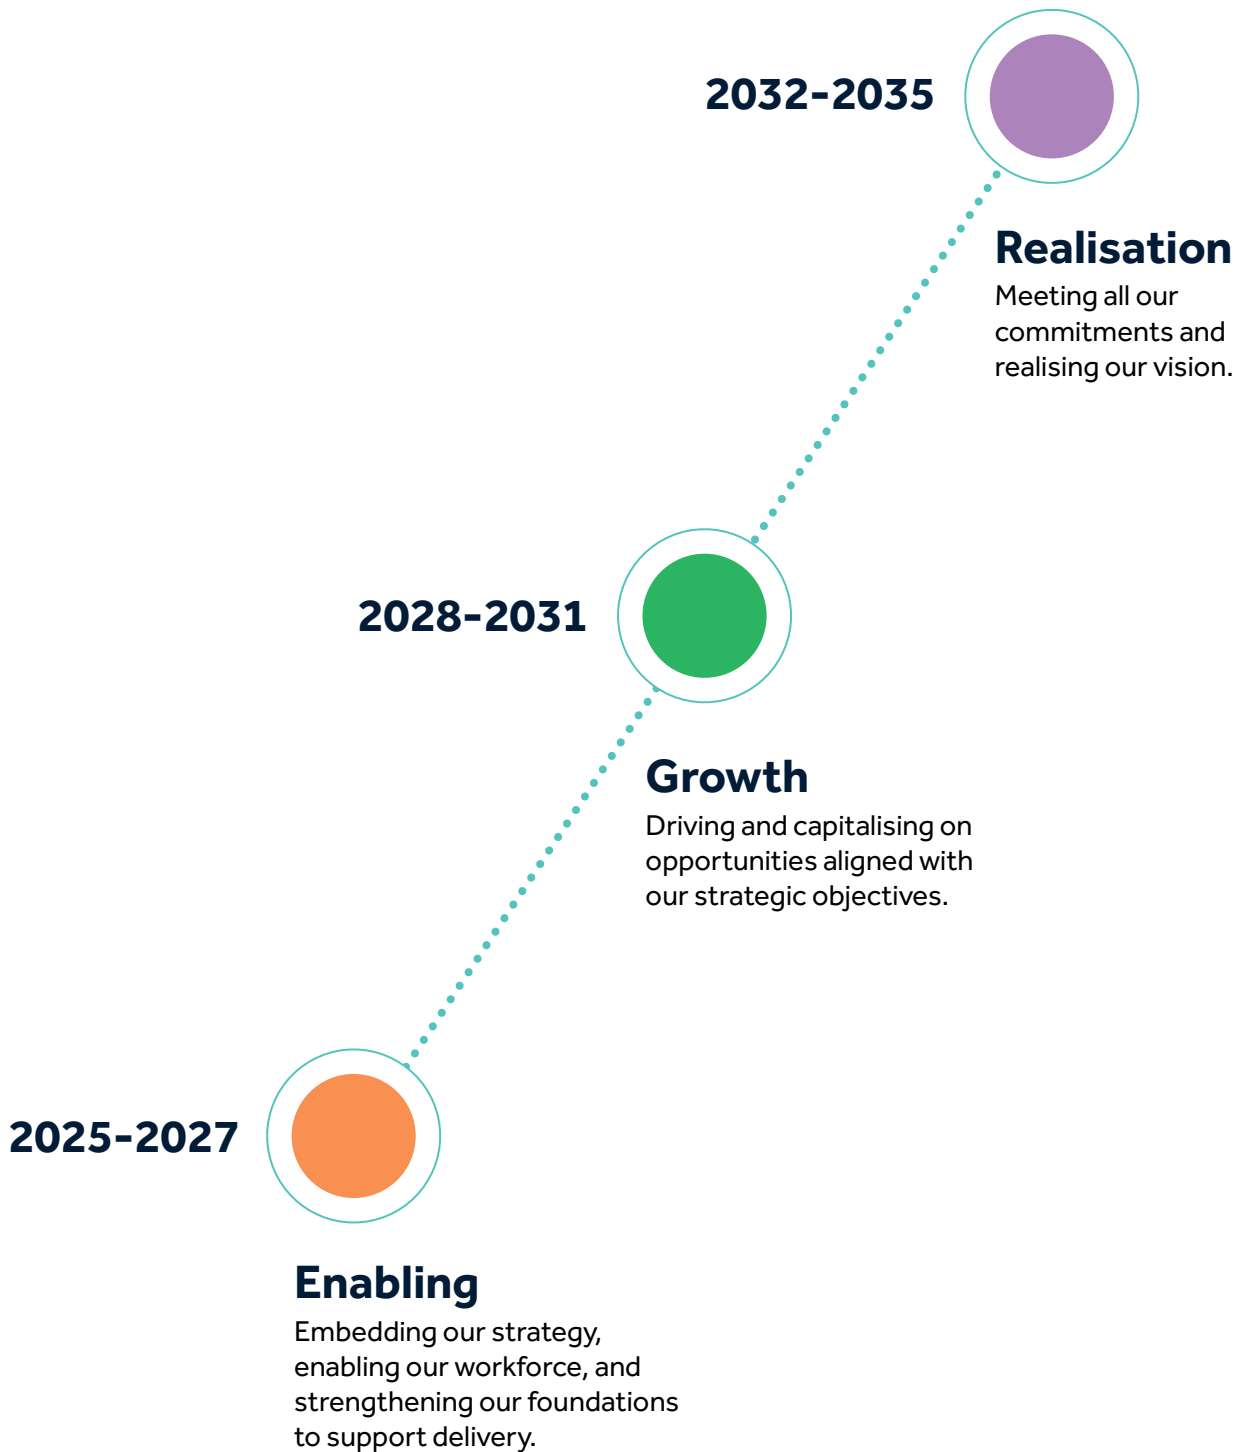 2032-2035
Realisation
Meeting all our
commitments and
realising our vision.
2028-2031
Growth
Driving and capitalising on
opportunities aligned with
our strategic objectives.
2025-2027
Enabling
Embedding our strategy,
enabling our workforce, and
strengthening our foundations
to support delivery.